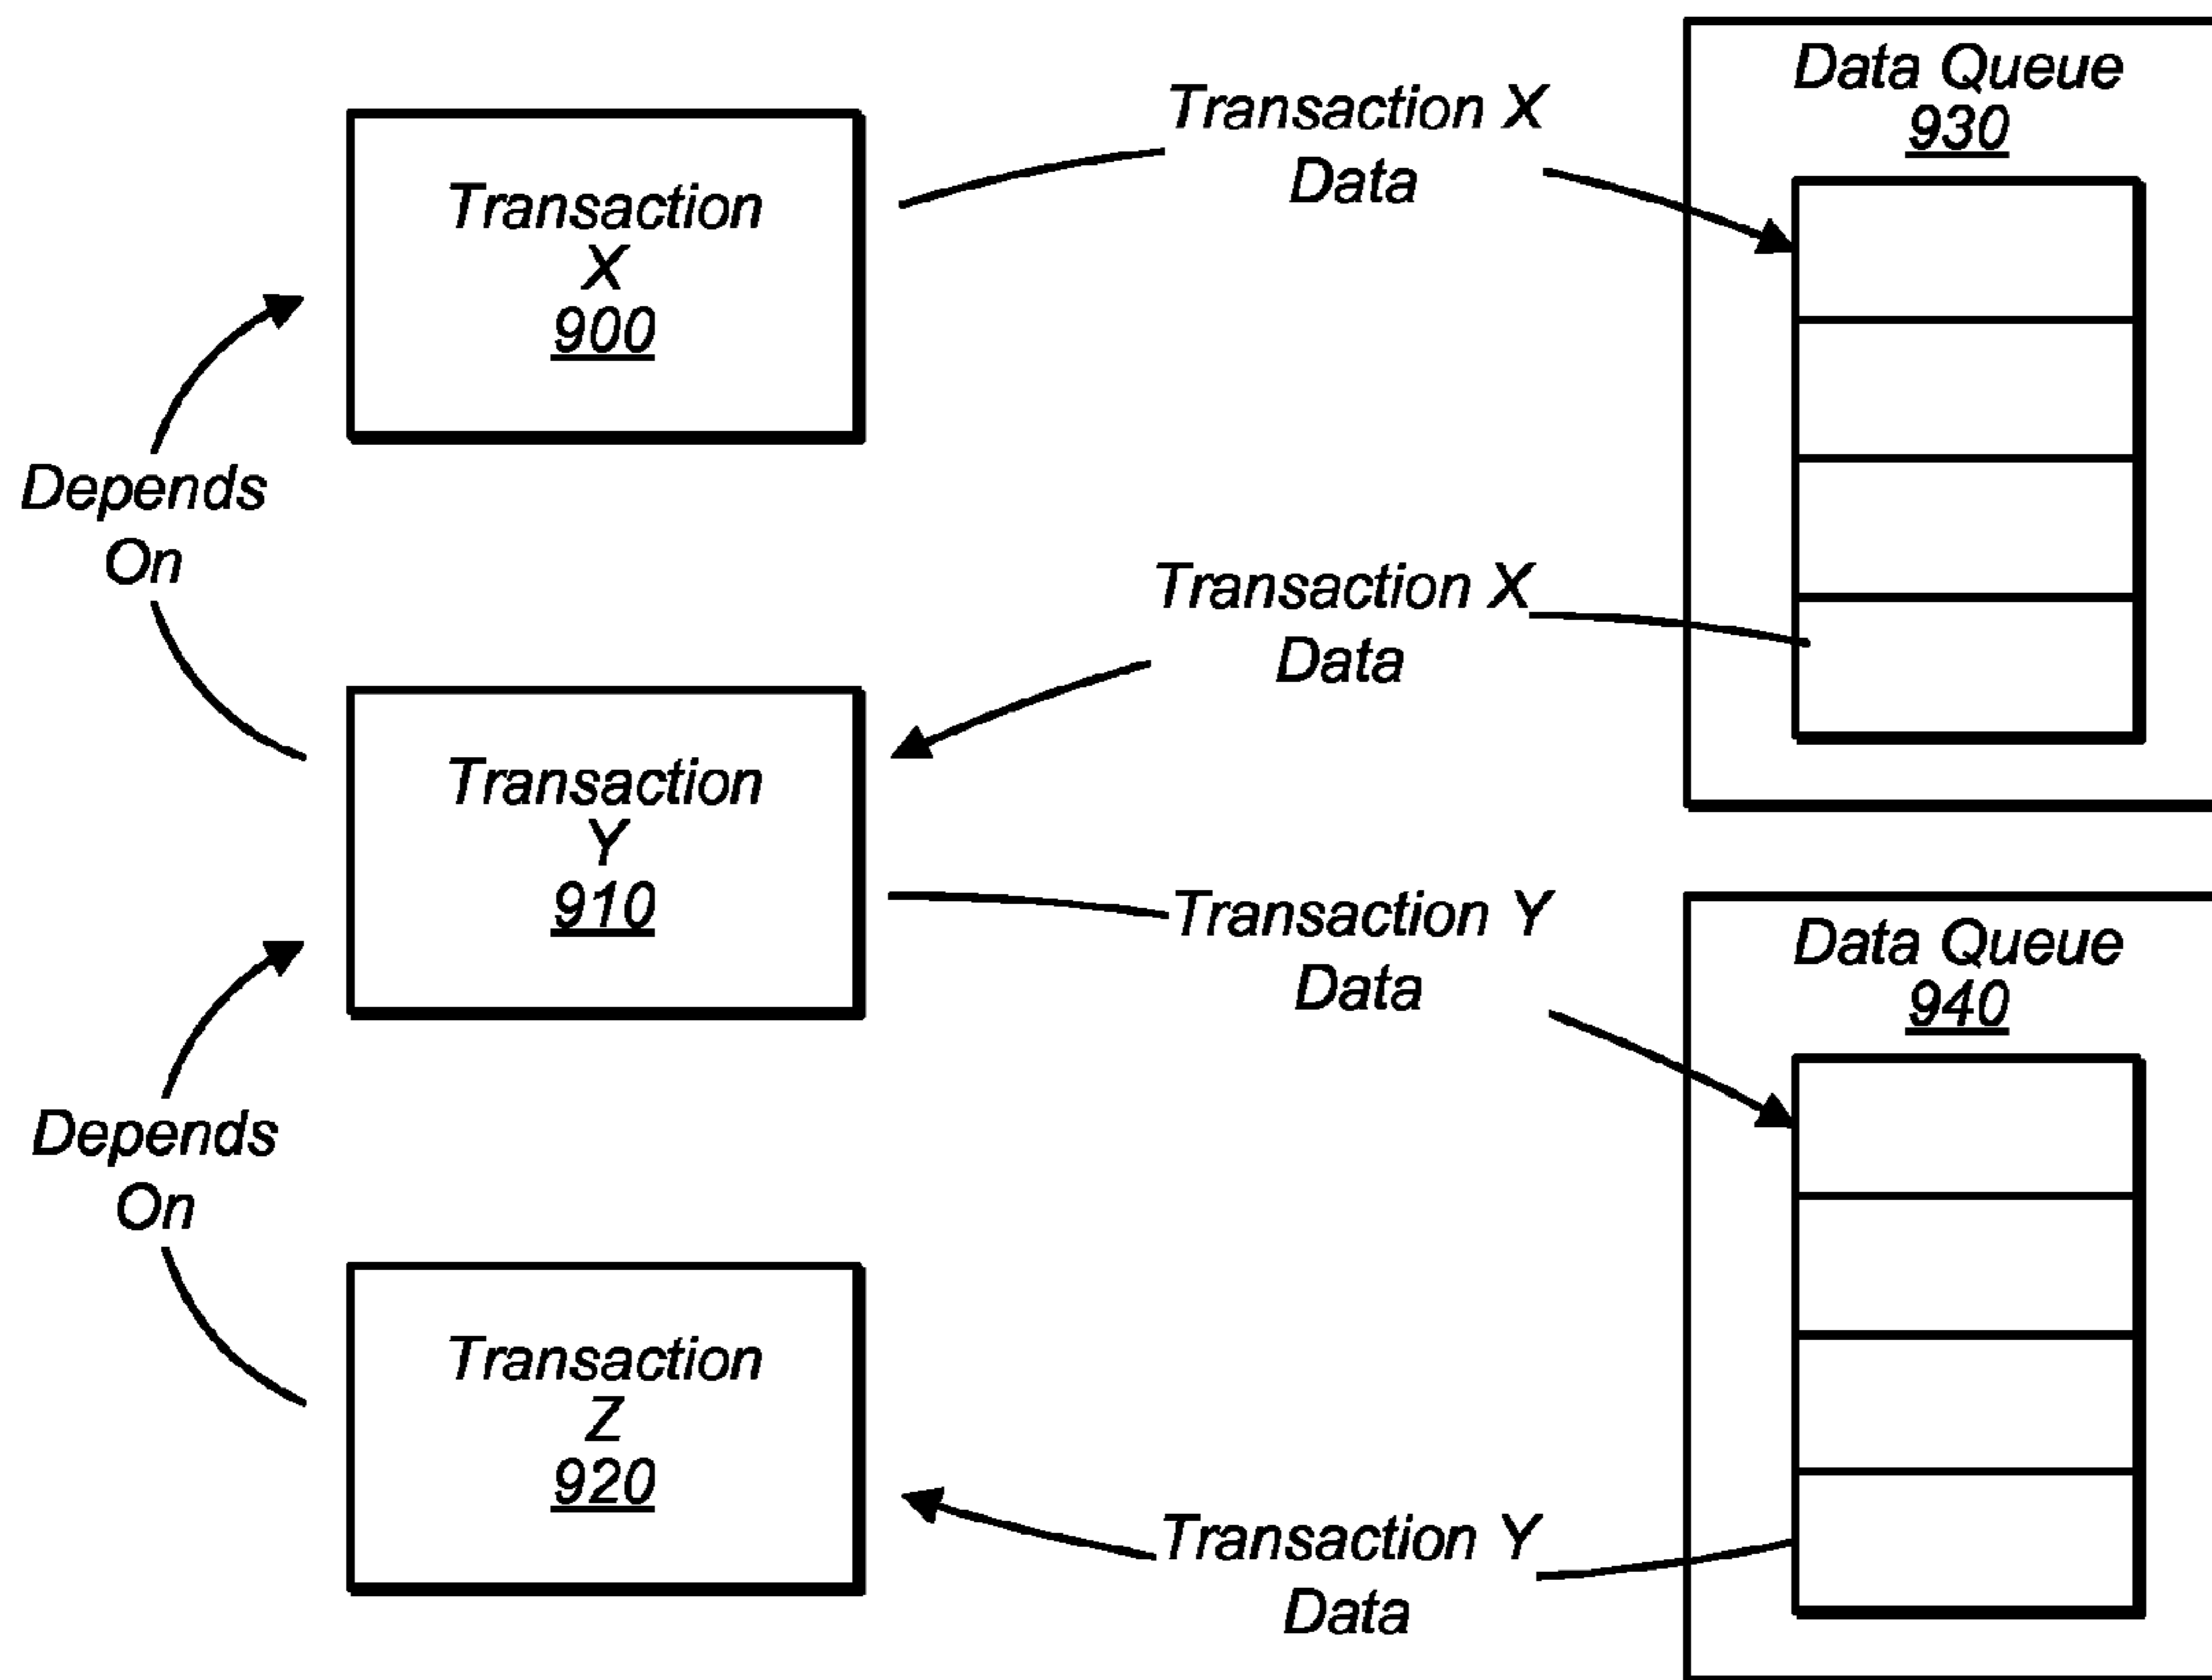 Transaction
X
900
Transaction X
Data
Data Queue
930
Depends
On
Transaction X
Data
Transaction
Y
910
Transaction Y
Data
Data Queue
940
Depends
On
Transaction
Z
920
Transaction Y
Data